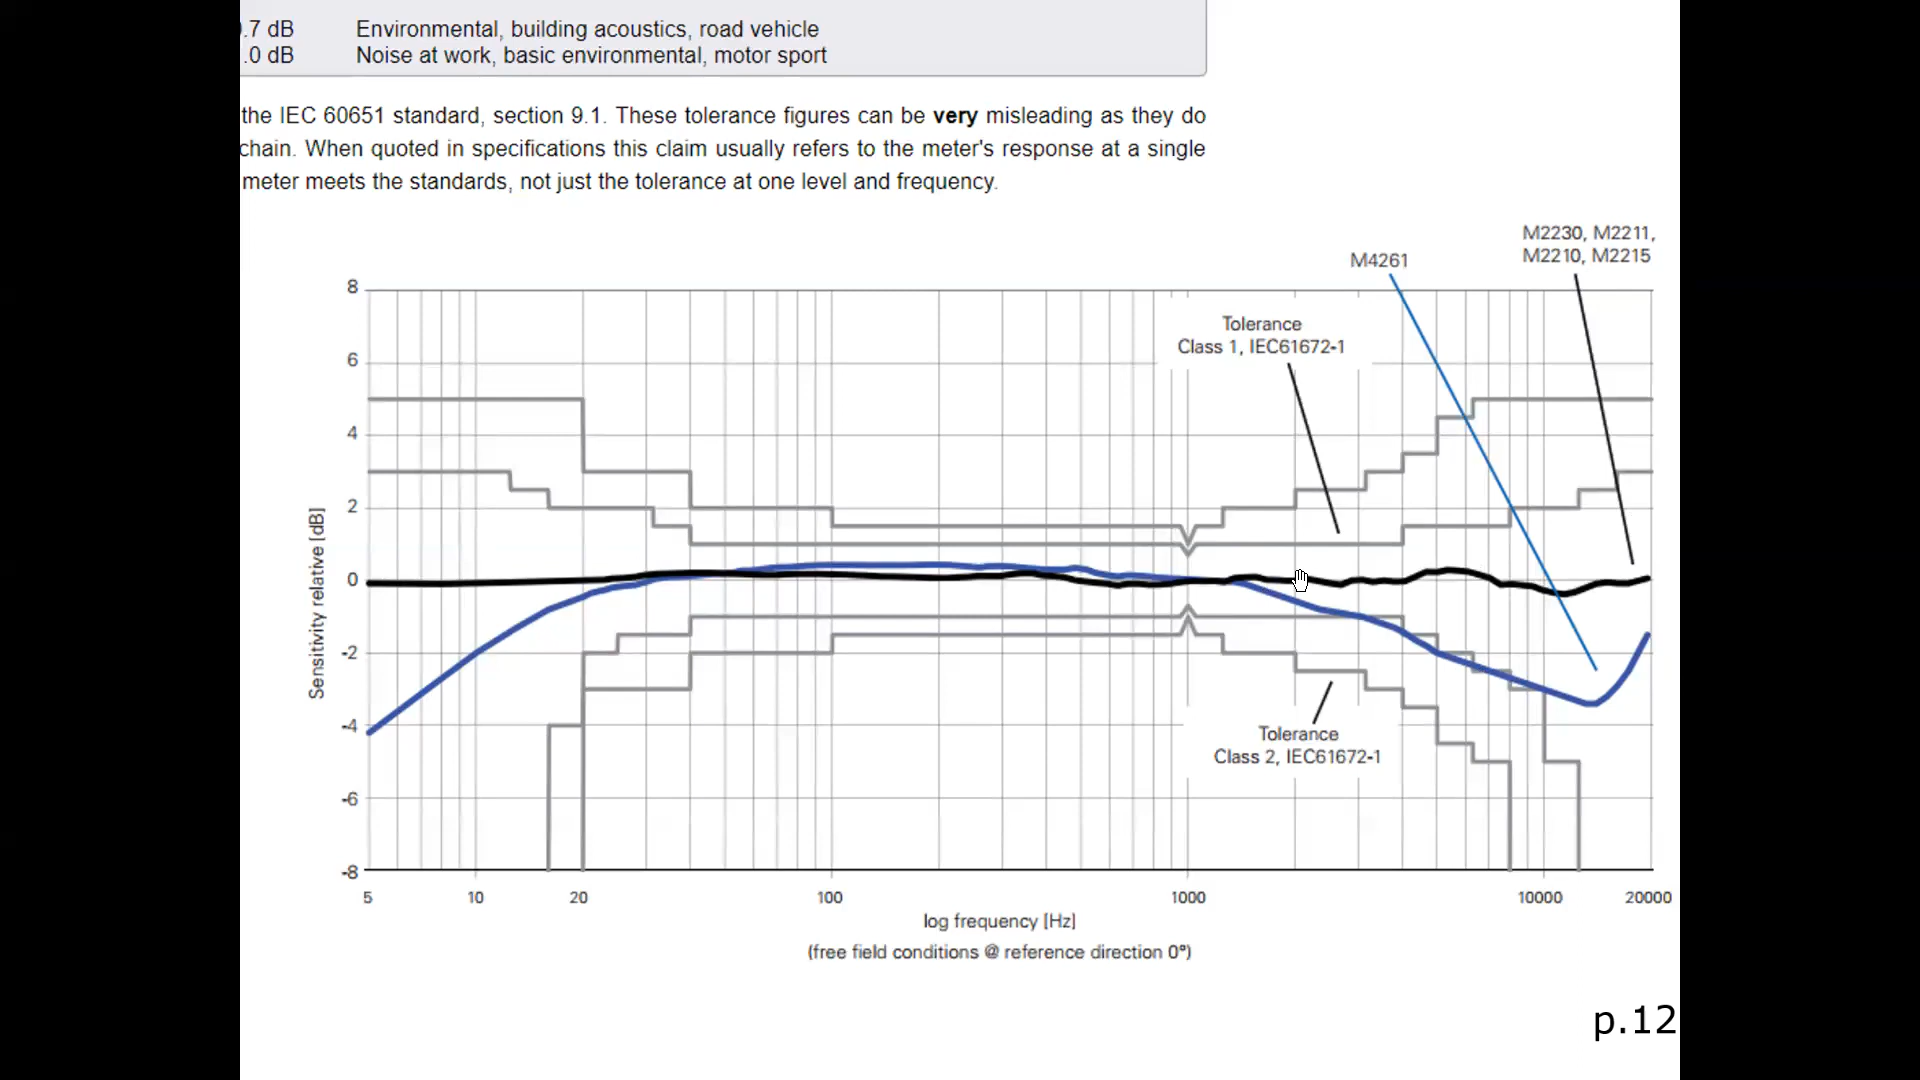 .7 dB Environmental, building acoustics, road vehicle
.0 dB Noise at work, basic environmental, motor sport
the IEC 60651 standard, section 9.1. These tolerance figures can be very misleading as they do
chain. When quoted in specifications this claim usually refers to the meter's response at a single
meter meets the standards, not just the tolerance at one level and frequency.
M2230, M2211,
M2210, M2215
M4261
8
Tolerance
Class 1, IEC61672-1
6
4
2
0
-2
-4
-6
-8
Sensitivity relative [dB]
Tolerance
Class 2, IEC61672-1
5 10 20 100 1000 10000 20000
log frequency [Hz]
(free field conditions @ reference direction 0°)
p.12